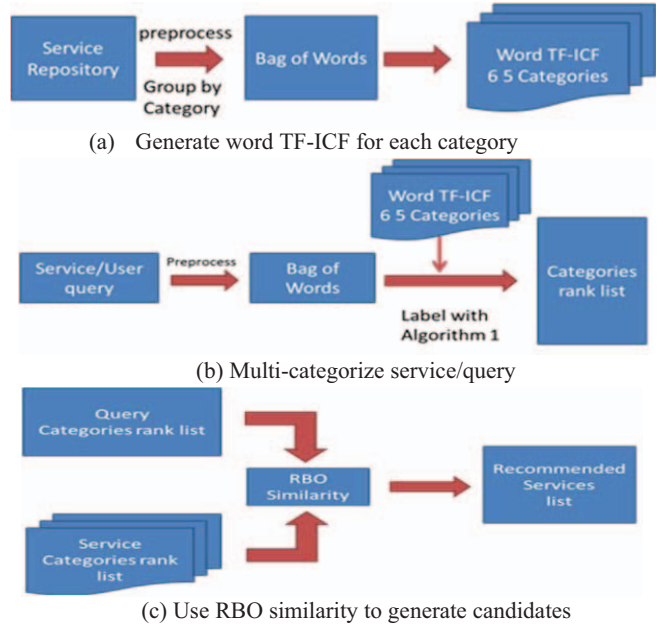 Service
Repository
preprocess
Group by
Category
Bag of Words
Word TF-ICF
6 5 Categories
(a) Generate word TF-ICF for each category
Word TF-ICF
6 5 Categories
Service/User
query
Preprocess
Bag of
Words
Label with
Algorithm 1
Categories
rank list
(b) Multi-categorize service/query
Query
Categories rank list
RBO
Similarity
Recommended
Services
list
Service
Categories rank
list
(c) Use RBO similarity to generate candidates